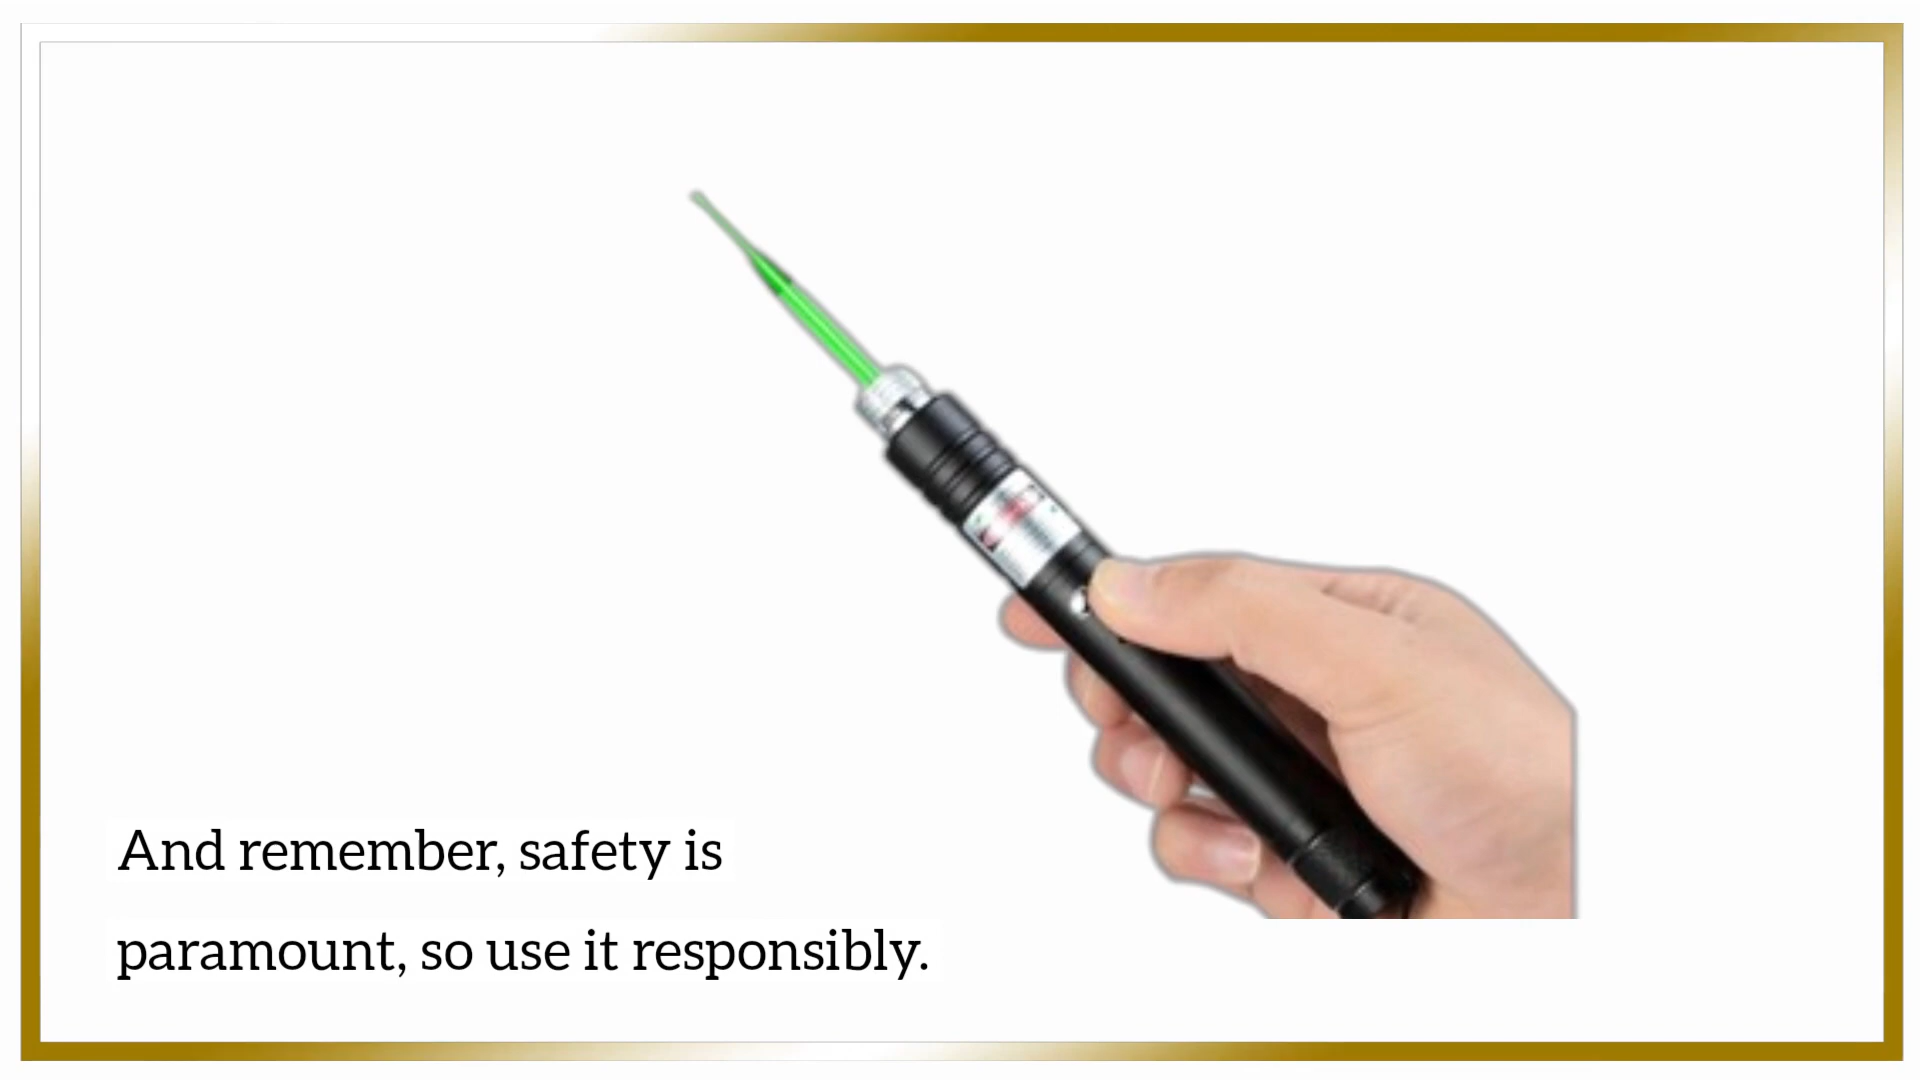 And remember, safety is
paramount, so use it responsibly.